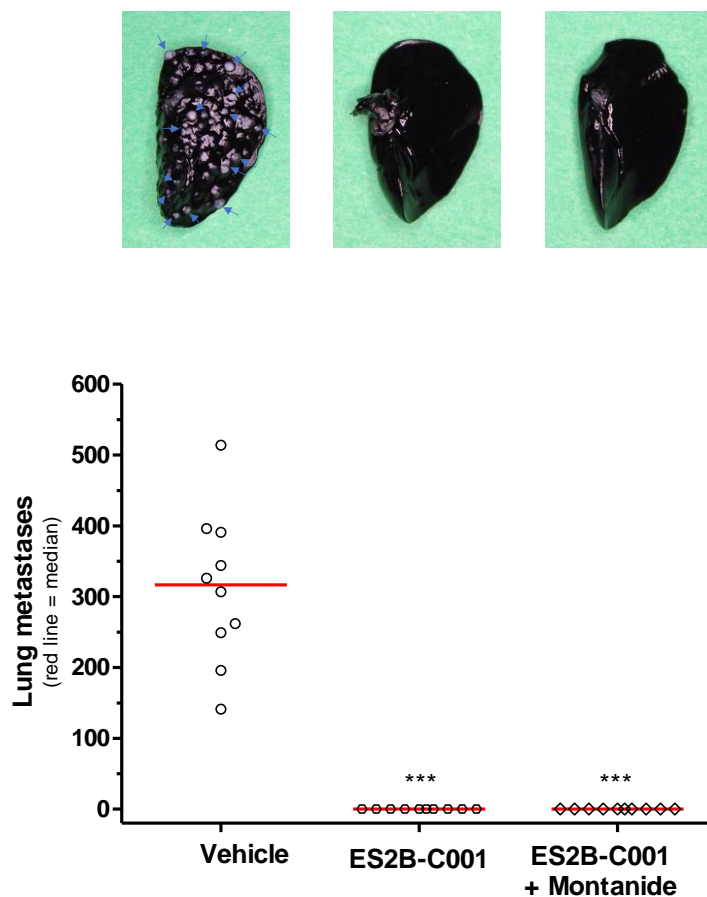 600
500
400
300
200
100
0
Lung metastases
(red line = median)
***
***
Vehicle
ES2B-C001
ES2B-C001
+ Montanide